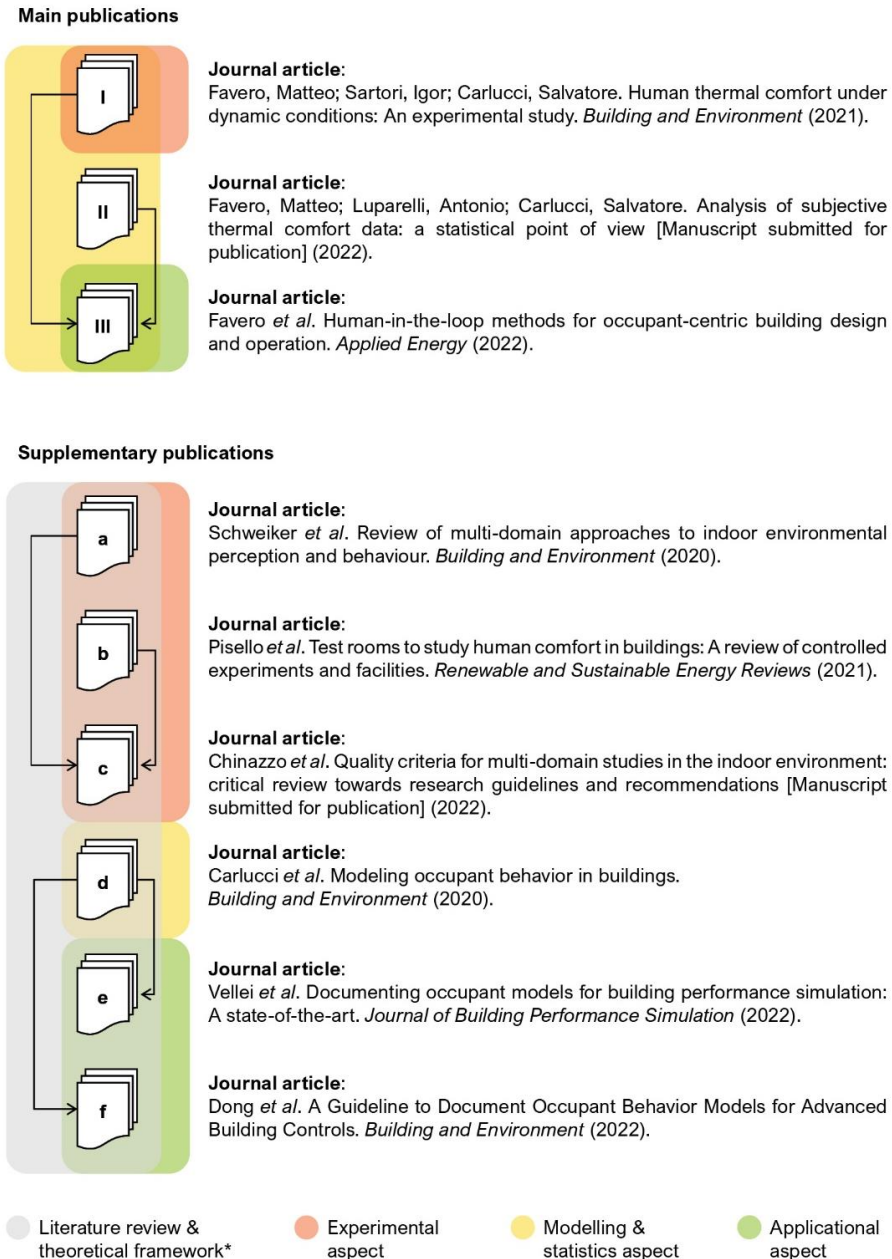 Main publications
I
Journal article:
Favero, Matteo; Sartori, Igor; Carlucci, Salvatore. Human thermal comfort under
dynamic conditions: An experimental study. Building and Environment (2021).
II
Journal article:
Favero, Matteo; Luparelli, Antonio; Carlucci, Salvatore. Analysis of subjective
thermal comfort data: a statistical point of view [Manuscript submitted for
publication] (2022).
III
Journal article:
Favero et al. Human-in-the-loop methods for occupant-centric building design
and operation. Applied Energy (2022).
Supplementary publications
a
Journal article:
Schweiker et al. Review of multi-domain approaches to indoor environmental
perception and behaviour. Building and Environment (2020).
b
Journal article:
Pisello et al. Test rooms to study human comfort in buildings: A review of controlled
experiments and facilities. Renewable and Sustainable Energy Reviews (2021).
c
Journal article:
Chinazzo et al. Quality criteria for multi-domain studies in the indoor environment:
critical review towards research guidelines and recommendations [Manuscript
submitted for publication] (2022).
d
Journal article:
Carlucci et al. Modeling occupant behavior in buildings.
Building and Environment (2020).
e
Journal article:
Vellei et al. Documenting occupant models for building performance simulation:
A state-of-the-art. Journal of Building Performance Simulation (2022).
f
Journal article:
Dong et al. A Guideline to Document Occupant Behavior Models for Advanced
Building Controls. Building and Environment (2022).
Literature review &
theoretical framework*
Experimental
aspect
Modelling &
statistics aspect
Applicational
aspect